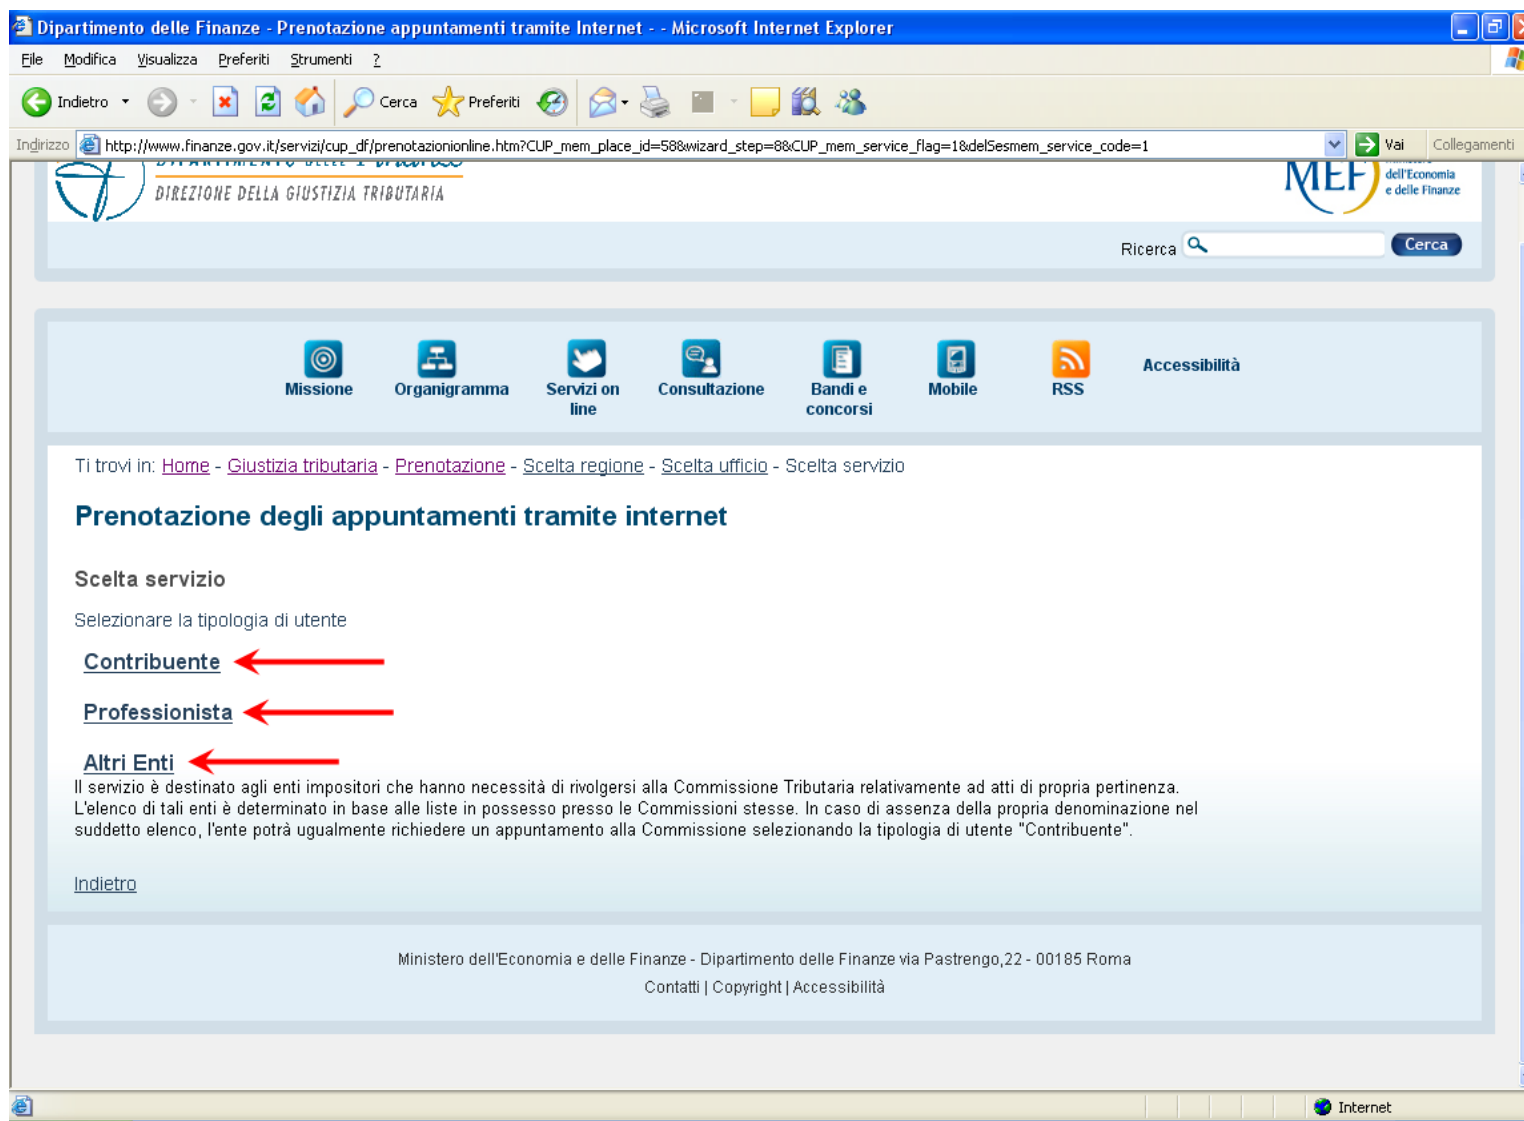 Dipartimento delle Finanze - Prenotazione appuntamenti tramite Internet - - Microsoft Internet Explorer
File Modifica Visualizza Preferiti Strumenti ?
Indietro Cerca Preferiti
Indirizzo http://www.finanze.gov.it/servizi/cup_df/prenotazionionline.htm?CUP_mem_place_id=58&wizard_step=8&CUP_mem_service_flag=1&delSesmem_service_code=1 Vai Collegamenti
DIPARTIMENTO DELLE Finanze
DIREZIONE DELLA GIUSTIZIA TRIBUTARIA
MEF
dell'Economia
e delle Finanze
Ricerca Cerca
Missione Organigramma Servizi on line Consultazione Bandi e concorsi Mobile RSS Accessibilità
Ti trovi in: Home - Giustizia tributaria - Prenotazione - Scelta regione - Scelta ufficio - Scelta servizio
Prenotazione degli appuntamenti tramite internet
Scelta servizio
Selezionare la tipologia di utente
Contribuente
Professionista
Altri Enti
Il servizio è destinato agli enti impositori che hanno necessità di rivolgersi alla Commissione Tributaria relativamente ad atti di propria pertinenza.
L'elenco di tali enti è determinato in base alle liste in possesso presso le Commissioni stesse. In caso di assenza della propria denominazione nel
suddetto elenco, l'ente potrà ugualmente richiedere un appuntamento alla Commissione selezionando la tipologia di utente "Contribuente".
Indietro
Ministero dell'Economia e delle Finanze - Dipartimento delle Finanze via Pastrengo,22 - 00185 Roma
Contatti | Copyright | Accessibilità
Internet